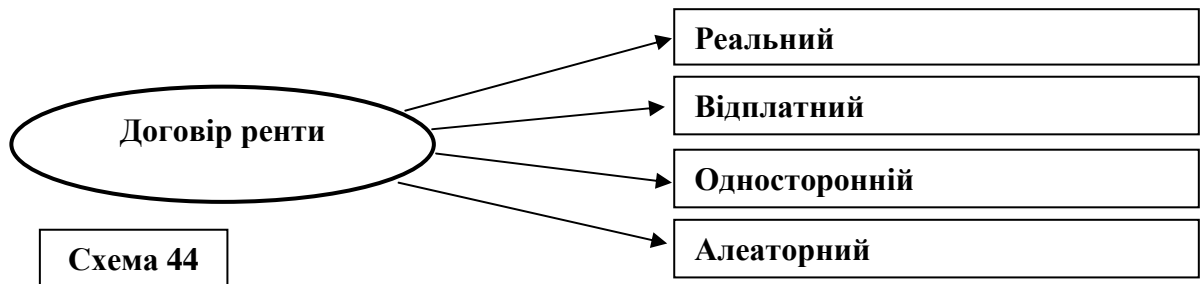 Реальний
Відплатний
Договір ренти
Односторонній
Алеаторний
Схема 44